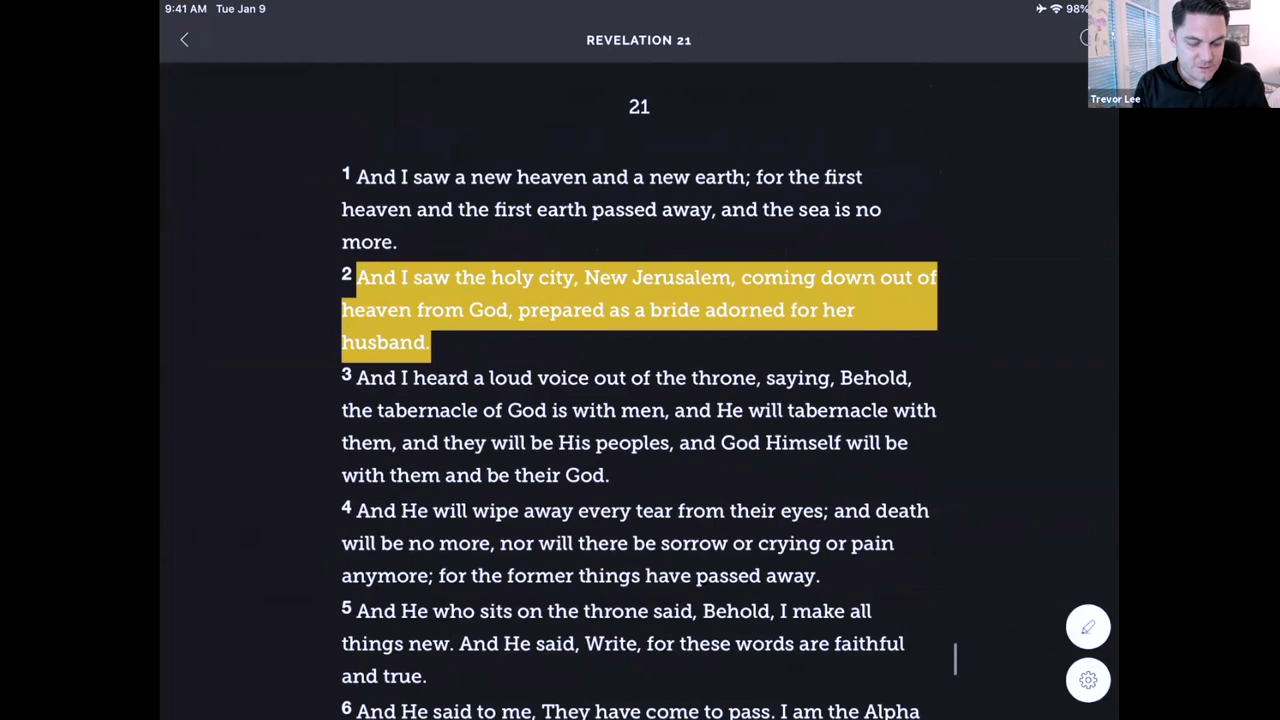 9:41 AM Tue Jan 9
98%
REVELATION 21
Trevor Lee
21
1 And I saw a new heaven and a new earth; for the first
heaven and the first earth passed away, and the sea is no
more.
2 And I saw the holy city, New Jerusalem, coming down out of
heaven from God, prepared as a bride adorned for her
husband.
3 And I heard a loud voice out of the throne, saying, Behold,
the tabernacle of God is with men, and He will tabernacle with
them, and they will be His peoples, and God Himself will be
with them and be their God.
4 And He will wipe away every tear from their eyes; and death
will be no more, nor will there be sorrow or crying or pain
anymore; for the former things have passed away.
5 And He who sits on the throne said, Behold, I make all
things new. And He said, Write, for these words are faithful
and true.
6 And He said to me, They have come to pass. I am the Alpha